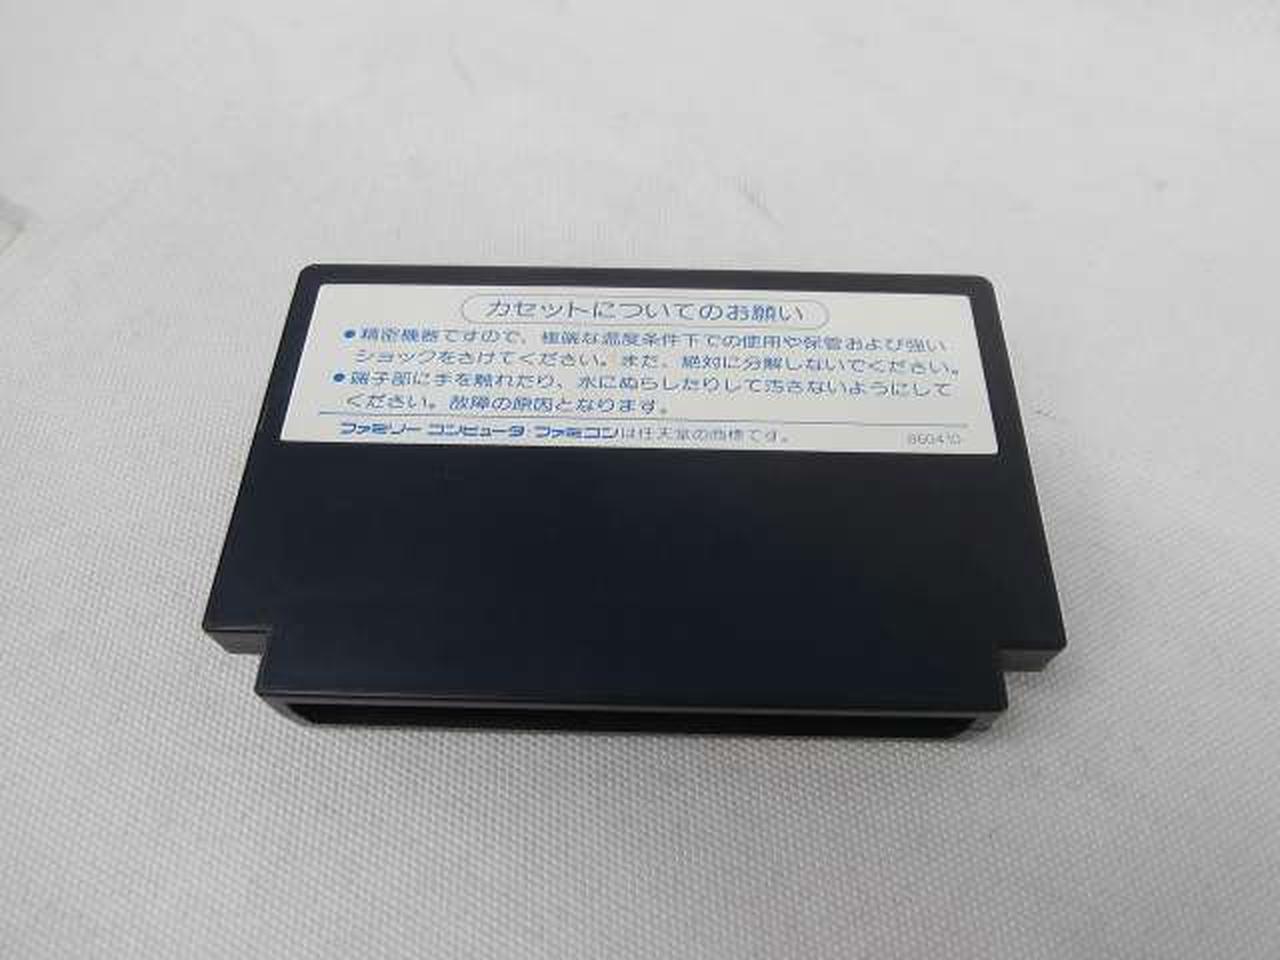 カセットについてのお願い
●精密機器ですので、極端な温度条件下での使用や保管および強い
ショックをさけてください。また、絶対に分解しないでください。
●端子部に手を触れたり、水にぬらしたりして汚さないようにして
ください。故障の原因となります。
ファミリーコンピュータ・ファミコンは任天堂の商標です。 860410